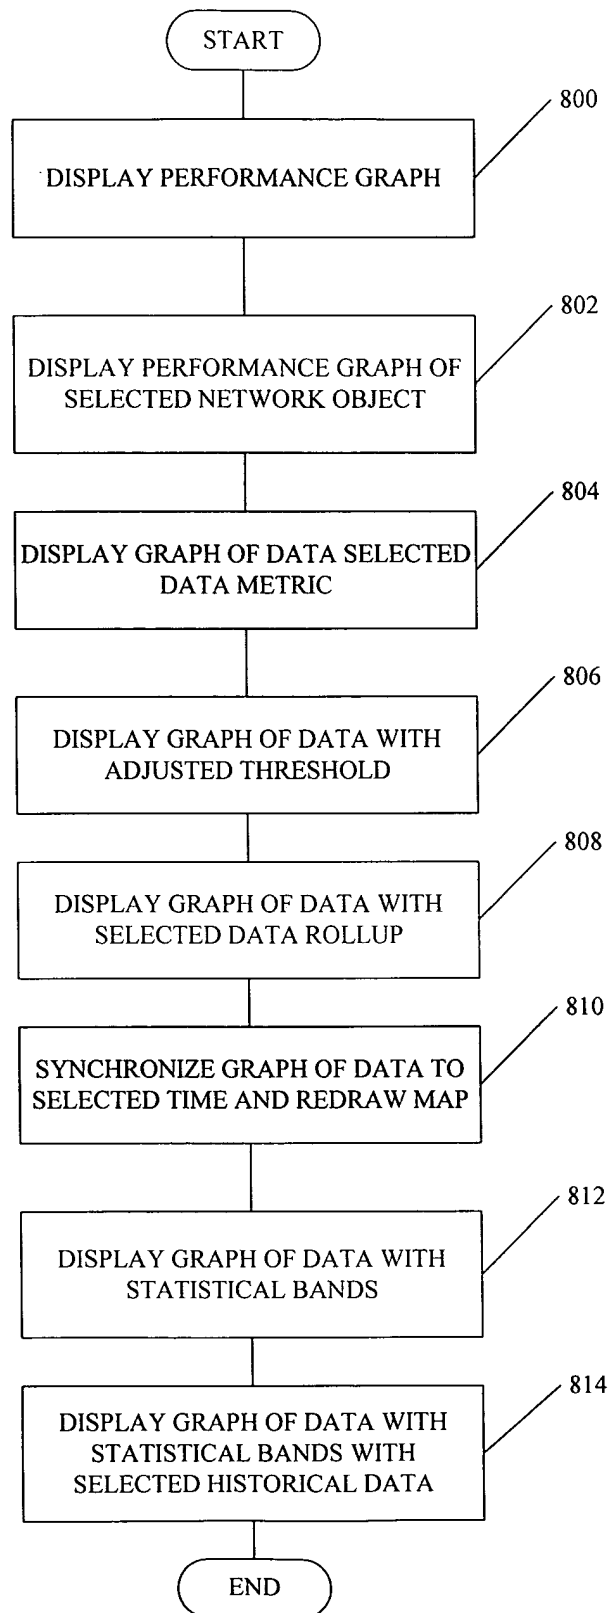 START
800
DISPLAY PERFORMANCE GRAPH
802
DISPLAY PERFORMANCE GRAPH OF
SELECTED NETWORK OBJECT
804
DISPLAY GRAPH OF DATA SELECTED
DATA METRIC
806
DISPLAY GRAPH OF DATA WITH
ADJUSTED THRESHOLD
808
DISPLAY GRAPH OF DATA WITH
SELECTED DATA ROLLUP
810
SYNCHRONIZE GRAPH OF DATA TO
SELECTED TIME AND REDRAW MAP
812
DISPLAY GRAPH OF DATA WITH
STATISTICAL BANDS
814
DISPLAY GRAPH OF DATA WITH
STATISTICAL BANDS WITH
SELECTED HISTORICAL DATA
END